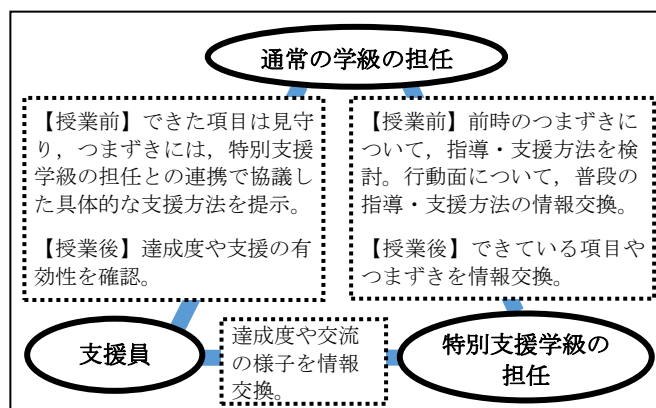 通常の学級の担任
【授業前】できた項目は見守
り，つまずきには，特別支援
学級の担任との連携で協議し
た具体的な支援方法を提示。
【授業後】達成度や支援の有
効性を確認。
【授業前】前時のつまずきに
ついて，指導・支援方法を検
討。行動面について，普段の
指導・支援方法の情報交換。
【授業後】できている項目や
つまずきを情報交換。
支援員
達成度や交流
の様子を情報
交換。
特別支援学級の
担任